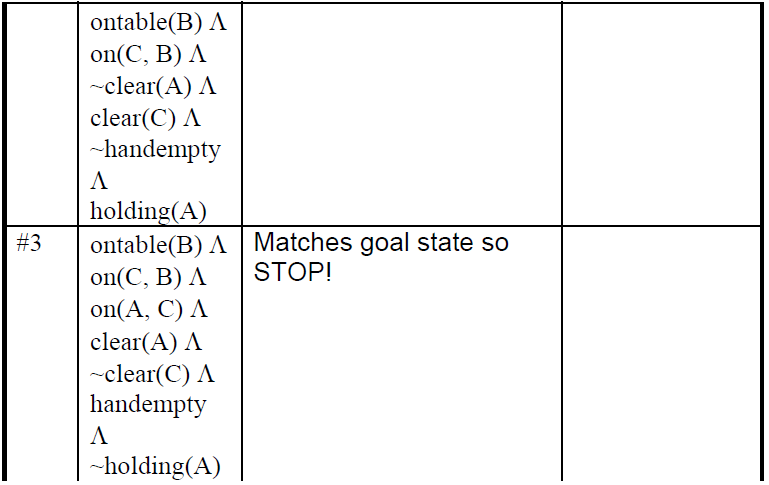 ontable(B) Λ
on(C, B) Λ
~clear(A) Λ
clear(C) Λ
~handempty
Λ
holding(A)
#3
ontable(B) Λ
on(C, B) Λ
on(A, C) Λ
clear(A) Λ
~clear(C) Λ
handempty
Λ
~holding(A)
Matches goal state so
STOP!